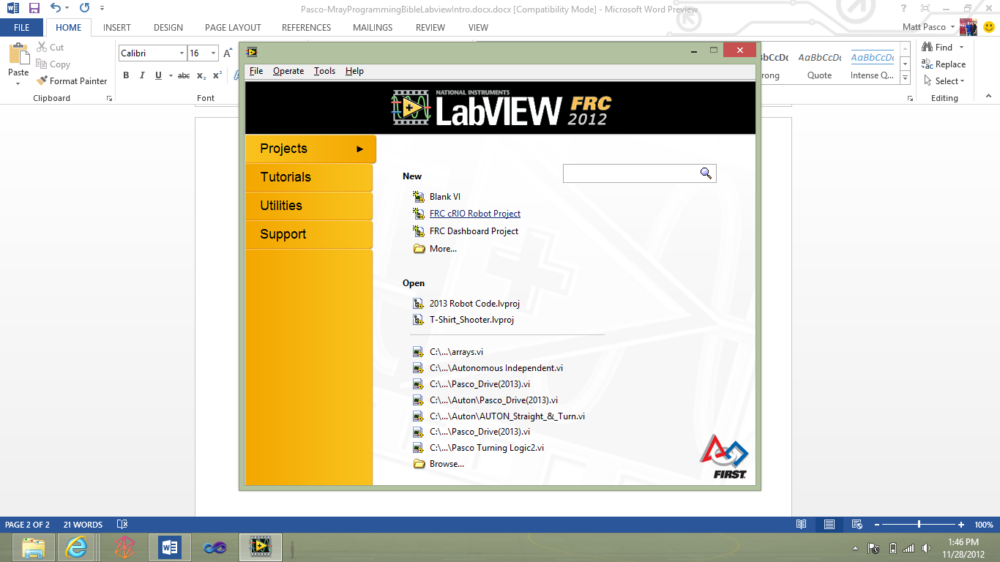 Pasco-MrayProgrammingBibleLabviewIntro.docx.docx [Compatibility Mode] - Microsoft Word Preview
FILE HOME INSERT DESIGN PAGE LAYOUT REFERENCES MAILINGS REVIEW VIEW Matt Pasco
Paste
Cut
Copy
Format Painter
Clipboard
Calibri 16
B I U abc X₂ X²
Font
AaBbCcDc AaBbCcDc
Quote Intense Q...
Find
Replace
Select
Editing
File Operate Tools Help
NATIONAL INSTRUMENTS
LabVIEW FRC
2012
Projects
Tutorials
Utilities
Support
New
Blank VI
FRC cRIO Robot Project
FRC Dashboard Project
More...
Open
2013 Robot Code.lvproj
T-Shirt_Shooter.lvproj
C:\...\arrays.vi
C:\...\Autonomous Independent.vi
C:\...\Pasco_Drive(2013).vi
C:\...\Auton\Pasco_Drive(2013).vi
C:\...\Auton\AUTON_Straight_&_Turn.vi
C:\...\Pasco_Drive(2013).vi
C:\...\Pasco Turning Logic2.vi
Browse...
FIRST
PAGE 2 OF 2 21 WORDS 100%
1:46 PM
11/28/2012